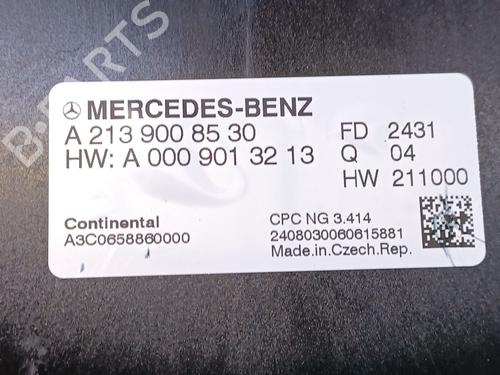 MERCEDES-BENZ
A 213 900 85 30 FD 2431
HW: A 000 901 32 13 Q 04
HW 211000
Continental CPC NG 3.414
A3C0658860000 2408030060615881
Made.in.Czech.Rep.
B-PARTS